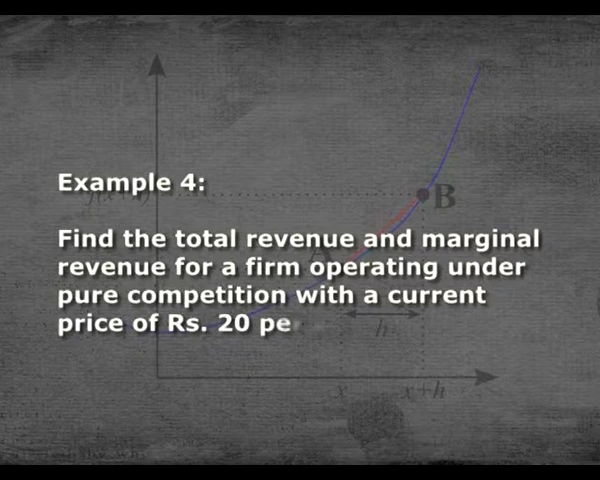 Example 4:
Find the total revenue and marginal
revenue for a firm operating under
pure competition with a current
price of Rs. 20 pe
B
A
h
x
x+h